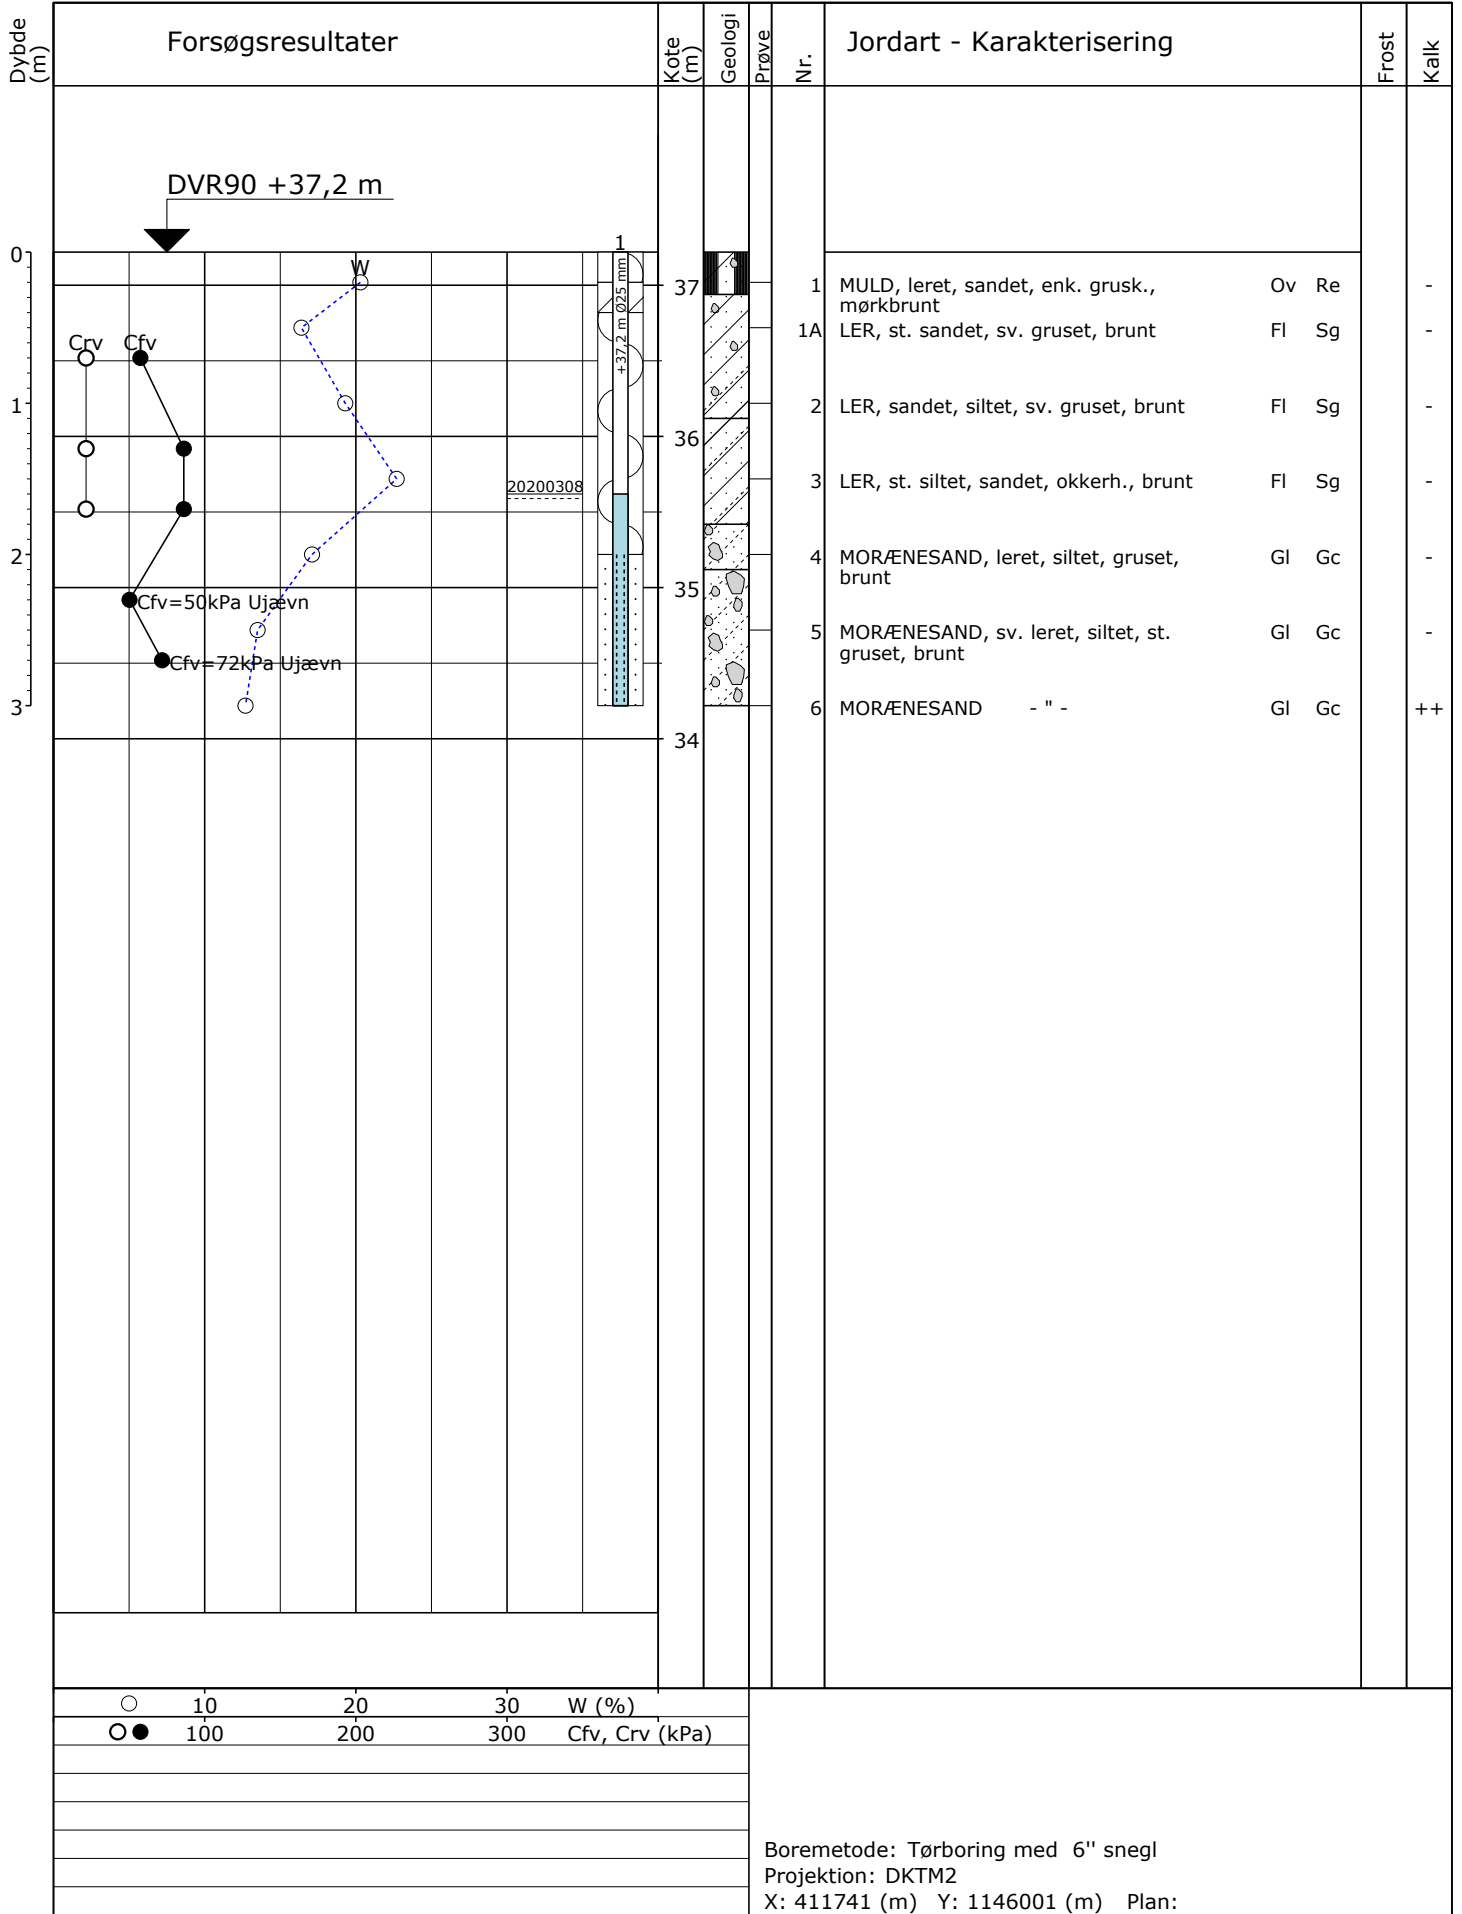 Dybde (m)
Forsøgsresultater
Kote (m)
Geologi
Prøve
Nr.
Jordart - Karakterisering
Frost
Kalk
DVR90 +37,2 m
0
1
2
3
W
Crv
Cfv
Cfv=50kPa Ujævn
Cfv=72kPa Ujævn
20200308
1
+37,2 m Ø25 mm
37
36
35
34
1 MULD, leret, sandet, enk. grusk., Ov Re -
mørkbrunt
1A LER, st. sandet, sv. gruset, brunt Fl Sg -
2 LER, sandet, siltet, sv. gruset, brunt Fl Sg -
3 LER, st. siltet, sandet, okkerh., brunt Fl Sg -
4 MORÆNESAND, leret, siltet, gruset, Gl Gc -
brunt
5 MORÆNESAND, sv. leret, siltet, st. Gl Gc -
gruset, brunt
6 MORÆNESAND - " - Gl Gc ++
10 20 30 W (%)
100 200 300 Cfv, Crv (kPa)
Boremetode: Tørboring med 6'' snegl
Projektion: DKTM2
X: 411741 (m) Y: 1146001 (m) Plan: